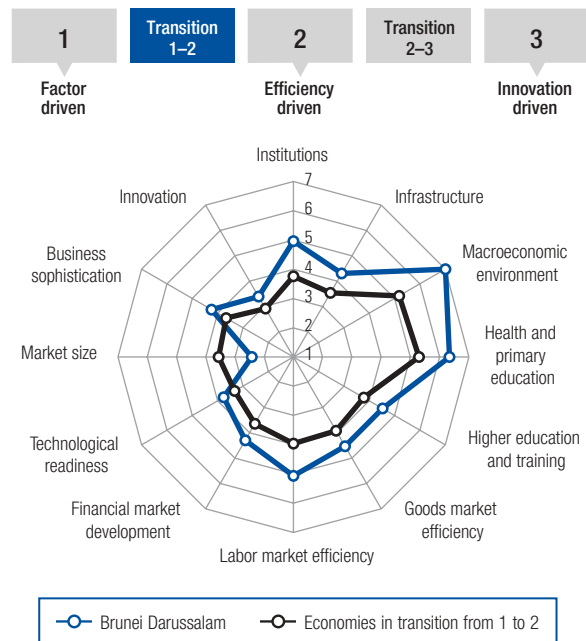 1
Transition
1–2
2
Transition
2–3
3
Factor
driven
Efficiency
driven
Innovation
driven
Institutions
7
Innovation
Infrastructure
6
5
Business
sophistication
Macroeconomic
environment
4
3
2
Market size
1
Health and
primary
education
Technological
readiness
Higher education
and training
Financial market
development
Goods market
efficiency
Labor market efficiency
Brunei Darussalam
Economies in transition from 1 to 2